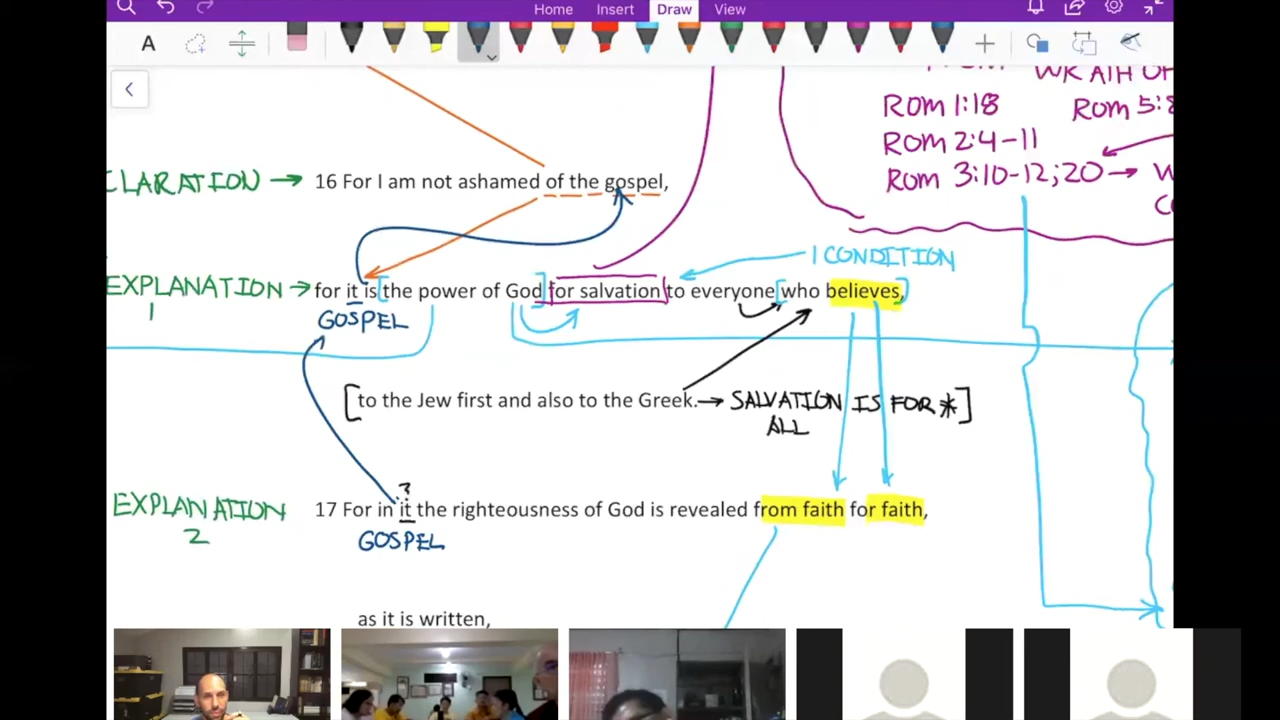 Home Insert Draw View
A
WRATH OF
Rom 1:18 Rom 5:8
Rom 2:4-11
Rom 3:10-12;20 →
CLARATION → 16 For I am not ashamed of the gospel,
1 CONDITION
EXPLANATION → for it is [the power of God] for salvation to everyone [who believes,]
1
GOSPEL
[to the Jew first and also to the Greek. → SALVATION IS FOR *]
ALL
?
EXPLANATION 17 For in it the righteousness of God is revealed from faith for faith,
2
GOSPEL
as it is written,